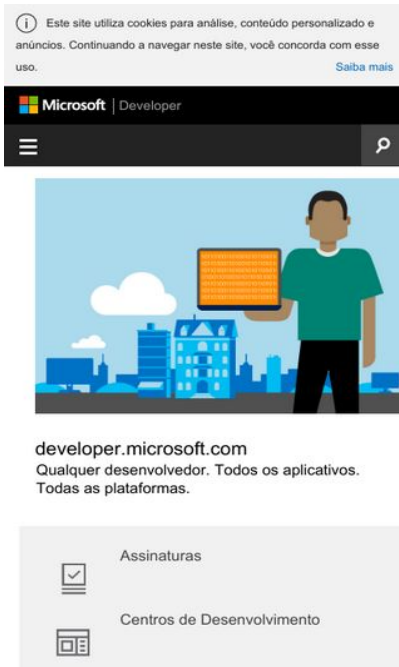 Este site utiliza cookies para análise, conteúdo personalizado e
anúncios. Continuando a navegar neste site, você concorda com esse
uso.
Saiba mais
Microsoft | Developer
developer.microsoft.com
Qualquer desenvolvedor. Todos os aplicativos.
Todas as plataformas.
Assinaturas
Centros de Desenvolvimento